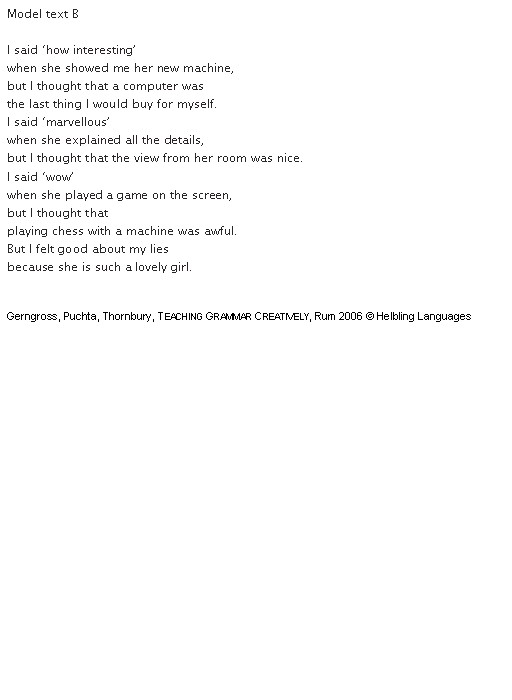 Model text B
I said ‘how interesting’
when she showed me her new machine,
but I thought that a computer was
the last thing I would buy for myself.
I said ‘marvellous’
when she explained all the details,
but I thought that the view from her room was nice.
I said ‘wow’
when she played a game on the screen,
but I thought that
playing chess with a machine was awful.
But I felt good about my lies
because she is such a lovely girl.
Gerngross, Puchta, Thornbury, TEACHING GRAMMAR CREATIVELY, Rum 2006 © Helbling Languages